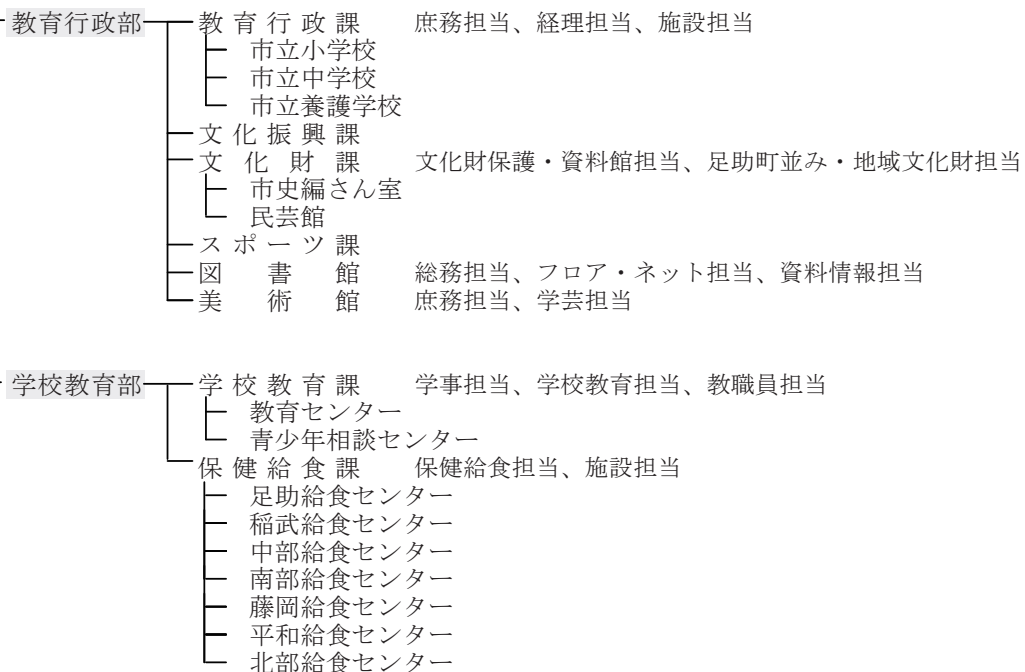 教育行政部 教育行政課 庶務担当、経理担当、施設担当
市立小学校
市立中学校
市立養護学校
文化振興課
文化財課 文化財保護・資料館担当、足助町並み・地域文化財担当
市史編さん室
民芸館
スポーツ課
図書館 総務担当、フロア・ネット担当、資料情報担当
美術館 庶務担当、学芸担当
学校教育部 学校教育課 学事担当、学校教育担当、教職員担当
教育センター
青少年相談センター
保健給食課 保健給食担当、施設担当
足助給食センター
稲武給食センター
中部給食センター
南部給食センター
藤岡給食センター
平和給食センター
北部給食センター